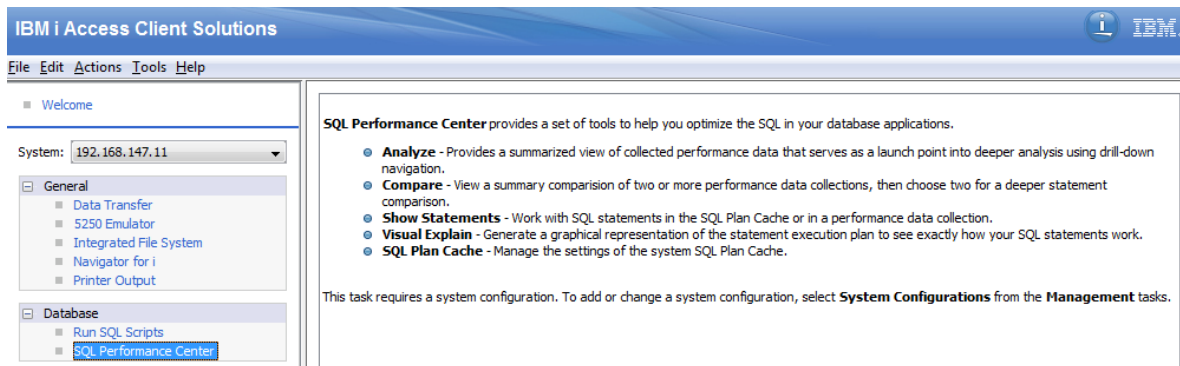 IBM i Access Client Solutions
IBM.
File Edit Actions Tools Help
Welcome
System: 192.168.147.11
General
Data Transfer
5250 Emulator
Integrated File System
Navigator for i
Printer Output
Database
Run SQL Scripts
SQL Performance Center
SQL Performance Center provides a set of tools to help you optimize the SQL in your database applications.
Analyze - Provides a summarized view of collected performance data that serves as a launch point into deeper analysis using drill-down
navigation.
Compare - View a summary comparision of two or more performance data collections, then choose two for a deeper statement
comparison.
Show Statements - Work with SQL statements in the SQL Plan Cache or in a performance data collection.
Visual Explain - Generate a graphical representation of the statement execution plan to see exactly how your SQL statements work.
SQL Plan Cache - Manage the settings of the system SQL Plan Cache.
This task requires a system configuration. To add or change a system configuration, select System Configurations from the Management tasks.